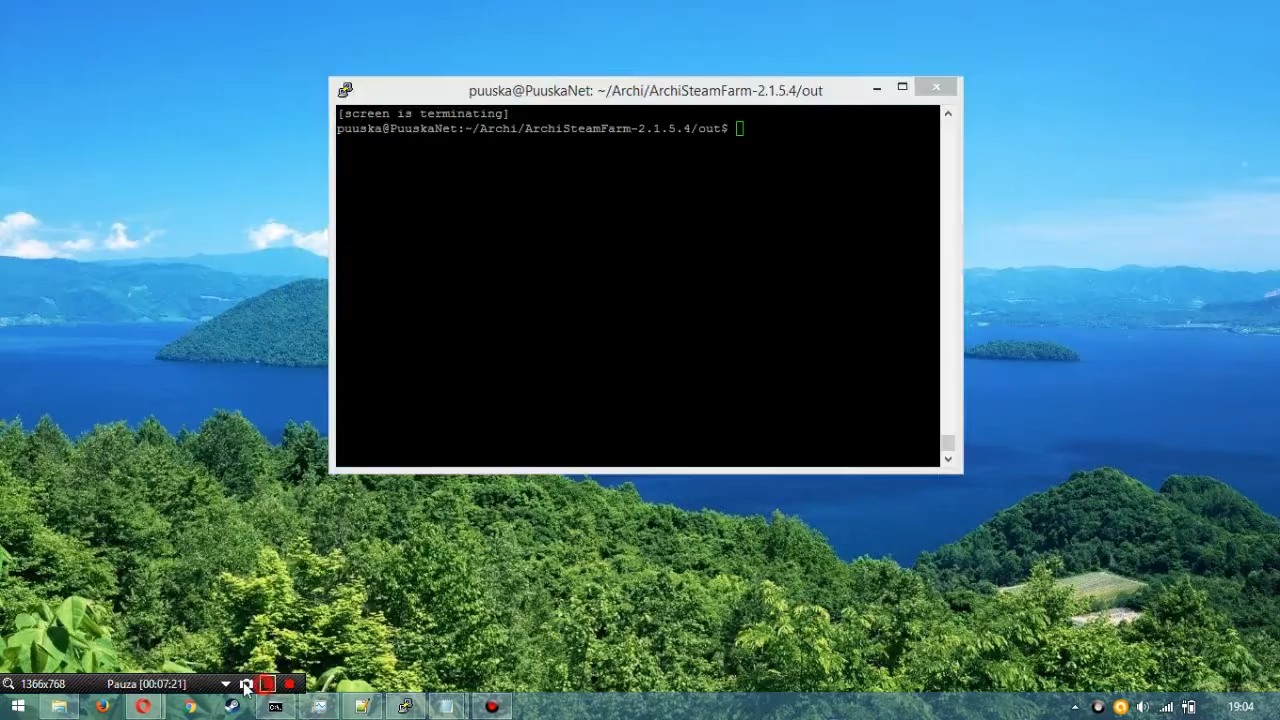 puuska@PuuskaNet: ~/Archi/ArchiSteamFarm-2.1.5.4/out
[screen is terminating]
puuska@PuuskaNet:~/Archi/ArchiSteamFarm-2.1.5.4/out$
1366x768
Pauza [00:07:21]
19:04